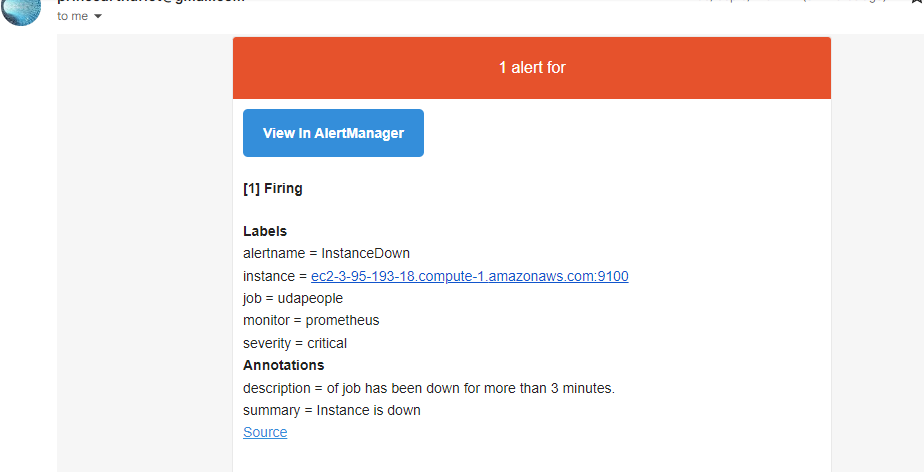 to me
1 alert for
View In AlertManager
[1] Firing
Labels
alertname = InstanceDown
instance = ec2-3-95-193-18.compute-1.amazonaws.com:9100
job = udapeople
monitor = prometheus
severity = critical
Annotations
description = of job has been down for more than 3 minutes.
summary = Instance is down
Source